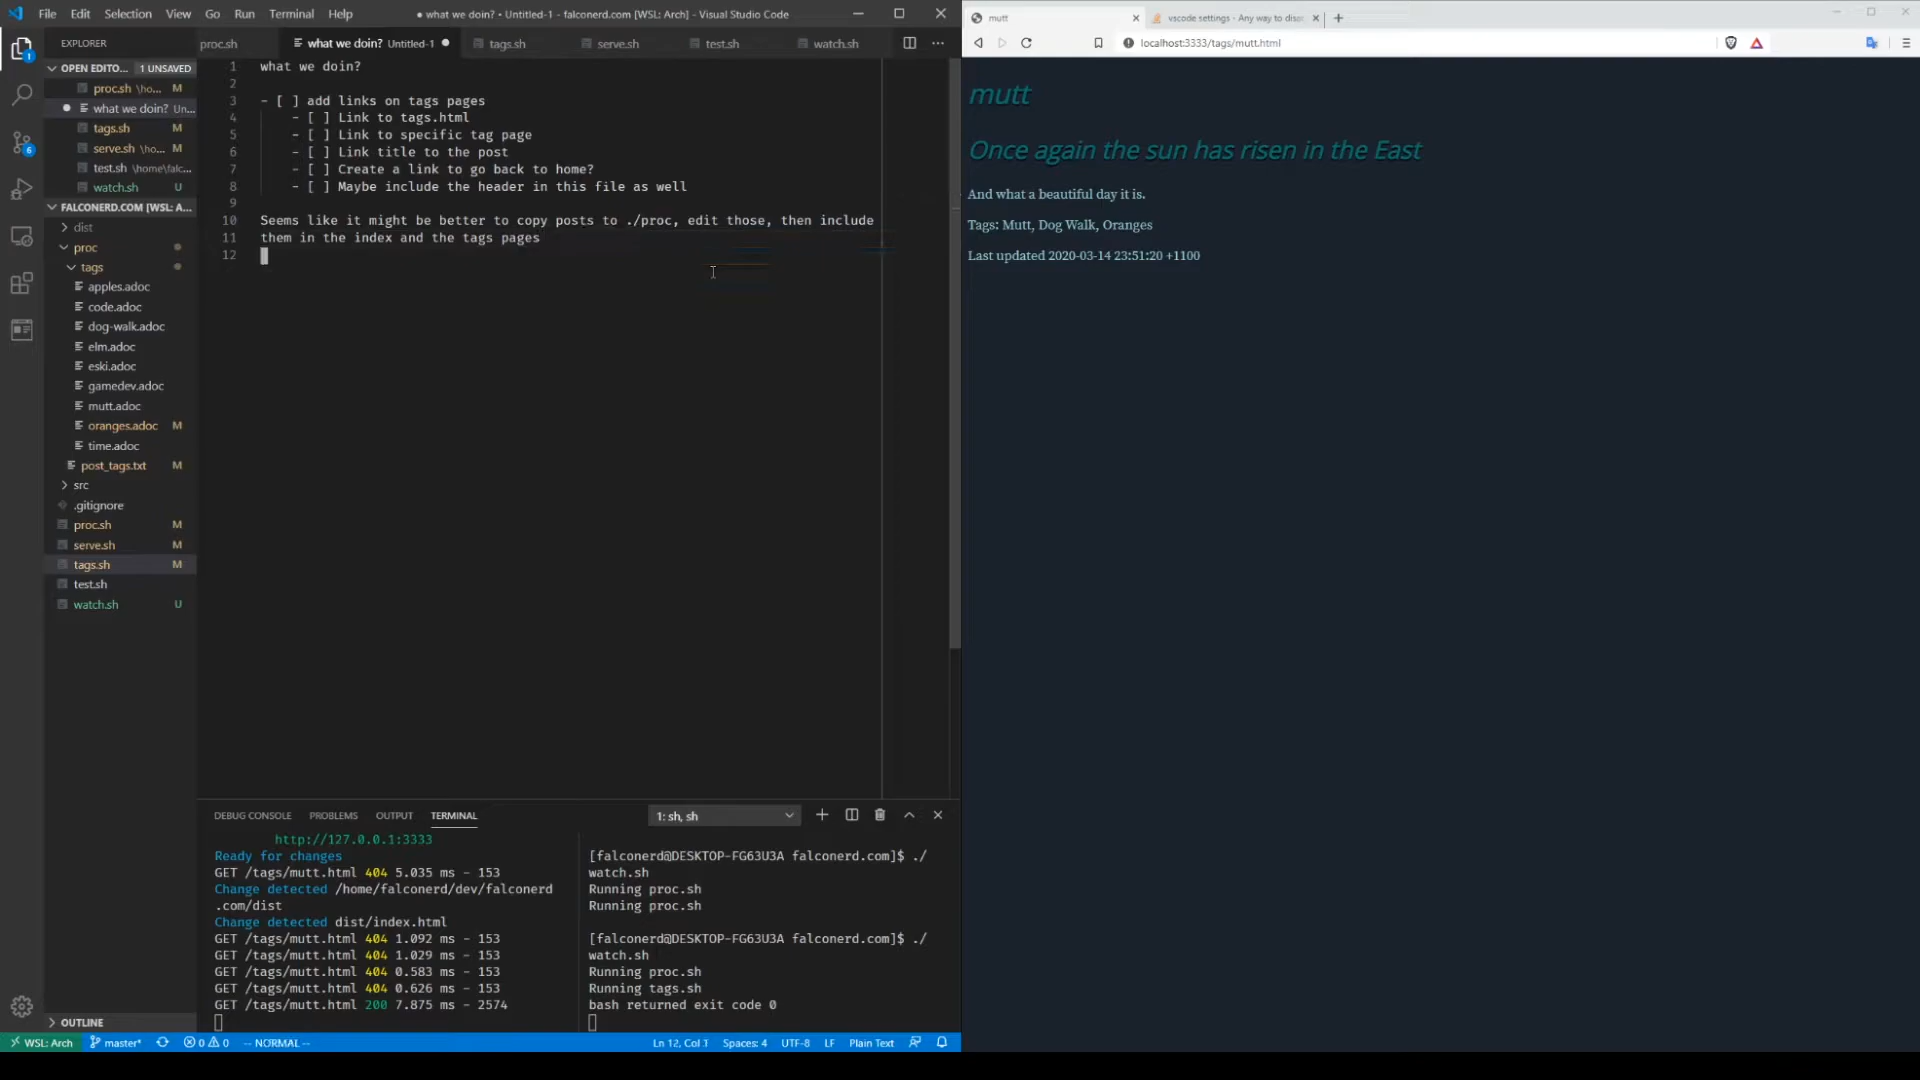 File Edit Selection View Go Run Terminal Help
● what we doin? • Untitled-1 - falconerd.com [WSL: Arch] - Visual Studio Code
EXPLORER
OPEN EDITO... 1 UNSAVED
proc.sh \ho... M
what we doin? Un...
tags.sh M
serve.sh \ho... M
test.sh \home\falc...
watch.sh U
FALCONERD.COM [WSL: A...
dist
proc
tags
apples.adoc
code.adoc
dog-walk.adoc
elm.adoc
eski.adoc
gamedev.adoc
mutt.adoc
oranges.adoc M
time.adoc
post_tags.txt M
src
.gitignore
proc.sh M
serve.sh M
tags.sh M
test.sh
watch.sh U
OUTLINE
1
6
proc.sh what we doin? Untitled-1 tags.sh serve.sh test.sh watch.sh
1 what we doin?
2
3 - [ ] add links on tags pages
4 - [ ] Link to tags.html
5 - [ ] Link to specific tag page
6 - [ ] Link title to the post
7 - [ ] Create a link to go back to home?
8 - [ ] Maybe include the header in this file as well
9
10 Seems like it might be better to copy posts to ./proc, edit those, then include
11 them in the index and the tags pages
12
DEBUG CONSOLE PROBLEMS OUTPUT TERMINAL 1: sh, sh
http://127.0.0.1:3333
Ready for changes
GET /tags/mutt.html 404 5.035 ms - 153
Change detected /home/falconerd/dev/falconerd
.com/dist
Change detected dist/index.html
GET /tags/mutt.html 404 1.092 ms - 153
GET /tags/mutt.html 404 1.029 ms - 153
GET /tags/mutt.html 404 0.583 ms - 153
GET /tags/mutt.html 404 0.626 ms - 153
GET /tags/mutt.html 200 7.875 ms - 2574
[falconerd@DESKTOP-FG63U3A falconerd.com]$ ./
watch.sh
Running proc.sh
Running proc.sh
[falconerd@DESKTOP-FG63U3A falconerd.com]$ ./
watch.sh
Running proc.sh
Running tags.sh
bash returned exit code 0
WSL: Arch master* 0 0 -- NORMAL -- Ln 12, Col 1 Spaces: 4 UTF-8 LF Plain Text
mutt vscode settings - Any way to disa
localhost:3333/tags/mutt.html
mutt
Once again the sun has risen in the East
And what a beautiful day it is.
Tags: Mutt, Dog Walk, Oranges
Last updated 2020-03-14 23:51:20 +1100